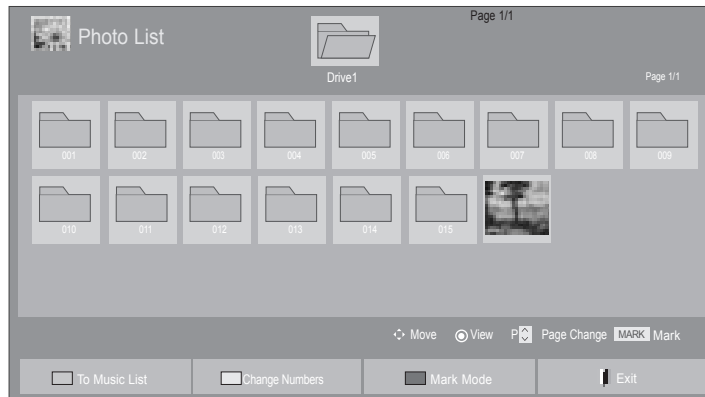 Page 1/1
Photo List
Drive1
Page 1/1
001 002 003 004 005 006 007 008 009
010 011 012 013 014 015
Move View P Page Change MARK Mark
To Music List Change Numbers Mark Mode Exit